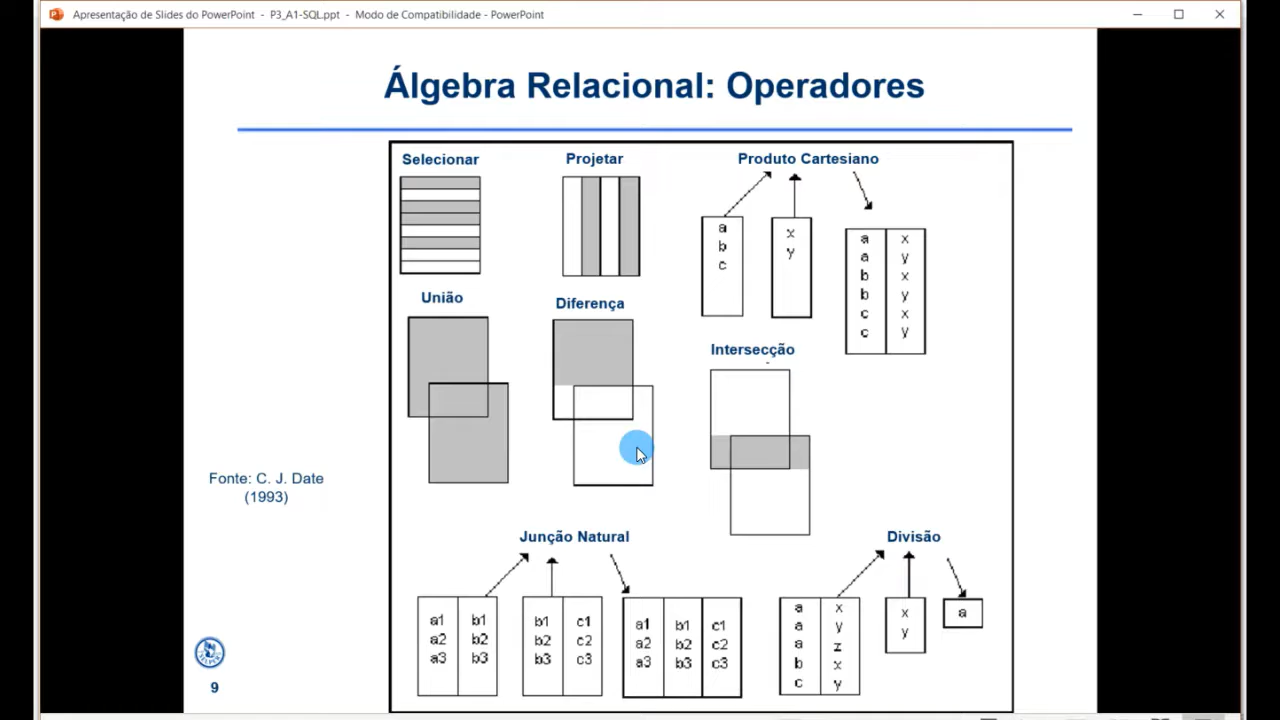 Apresentação de Slides do PowerPoint - P3_A1-SQL.ppt - Modo de Compatibilidade - PowerPoint
Álgebra Relacional: Operadores
Selecionar
Projetar
Produto Cartesiano
a
b
c
x
y
a x
a y
b x
b y
c x
c y
União
Diferença
Intersecção
Fonte: C. J. Date
(1993)
Junção Natural
a1 b1
a2 b2
a3 b3
b1 c1
b2 c2
b3 c3
a1 b1 c1
a2 b2 c2
a3 b3 c3
Divisão
a x
a y
a z
b x
c y
x
y
a
9